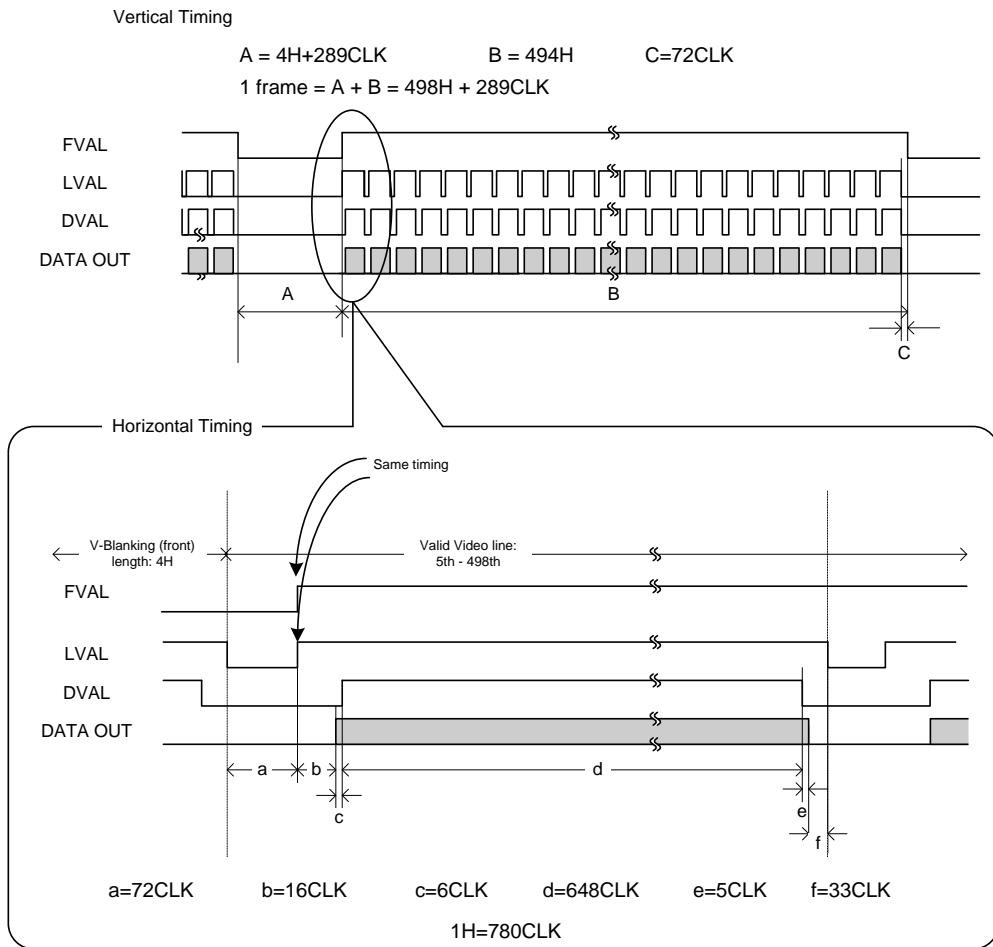 Vertical Timing
A = 4H+289CLK B = 494H C=72CLK
1 frame = A + B = 498H + 289CLK
FVAL
LVAL
DVAL
DATA OUT
A
B
C
Horizontal Timing
Same timing
V-Blanking (front)
length: 4H
Valid Video line:
5th - 498th
FVAL
LVAL
DVAL
DATA OUT
a b d
c
e
f
a=72CLK b=16CLK c=6CLK d=648CLK e=5CLK f=33CLK
1H=780CLK